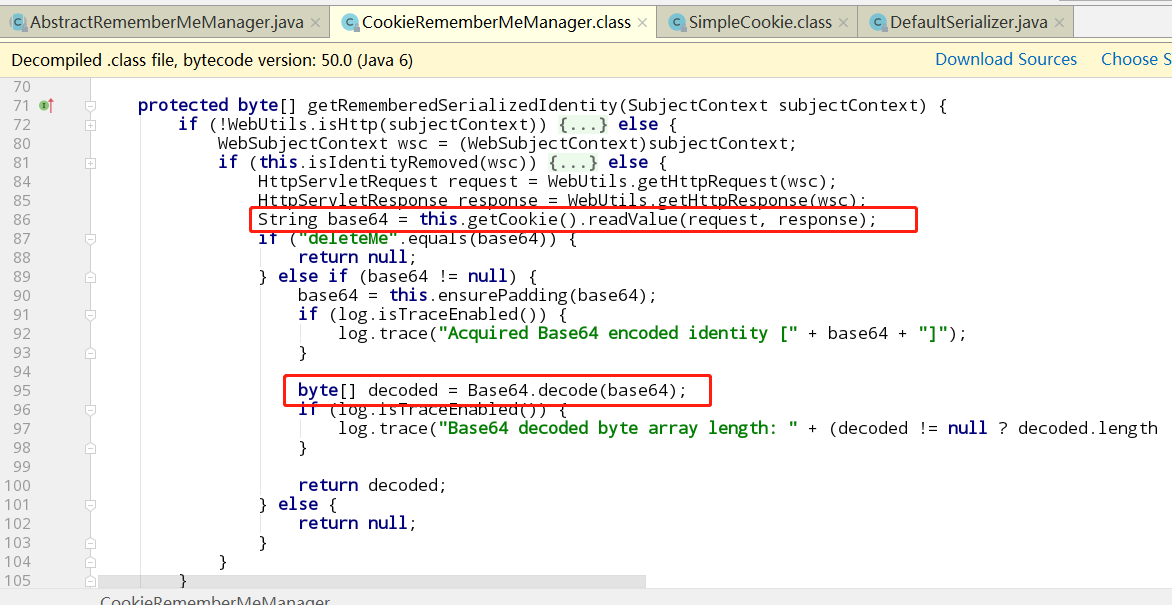 AbstractRememberMeManager.java × CookieRememberMeManager.class × SimpleCookie.class × DefaultSerializer.java ×
Decompiled .class file, bytecode version: 50.0 (Java 6) Download Sources Choose S
70
71 protected byte[] getRememberedSerializedIdentity(SubjectContext subjectContext) {
72 if (!WebUtils.isHttp(subjectContext)) {...} else {
80 WebSubjectContext wsc = (WebSubjectContext)subjectContext;
81 if (this.isIdentityRemoved(wsc)) {...} else {
84 HttpServletRequest request = WebUtils.getHttpRequest(wsc);
85 HttpServletResponse response = WebUtils.getHttpResponse(wsc);
86 String base64 = this.getCookie().readValue(request, response);
87 if ("deleteMe".equals(base64)) {
88 return null;
89 } else if (base64 != null) {
90 base64 = this.ensurePadding(base64);
91 if (log.isTraceEnabled()) {
92 log.trace("Acquired Base64 encoded identity [" + base64 + "]");
93 }
94
95 byte[] decoded = Base64.decode(base64);
96 if (log.isTraceEnabled()) {
97 log.trace("Base64 decoded byte array length: " + (decoded != null ? decoded.length
98 }
99
100 return decoded;
101 } else {
102 return null;
103 }
104 }
105 }
CookieRememberMeManager